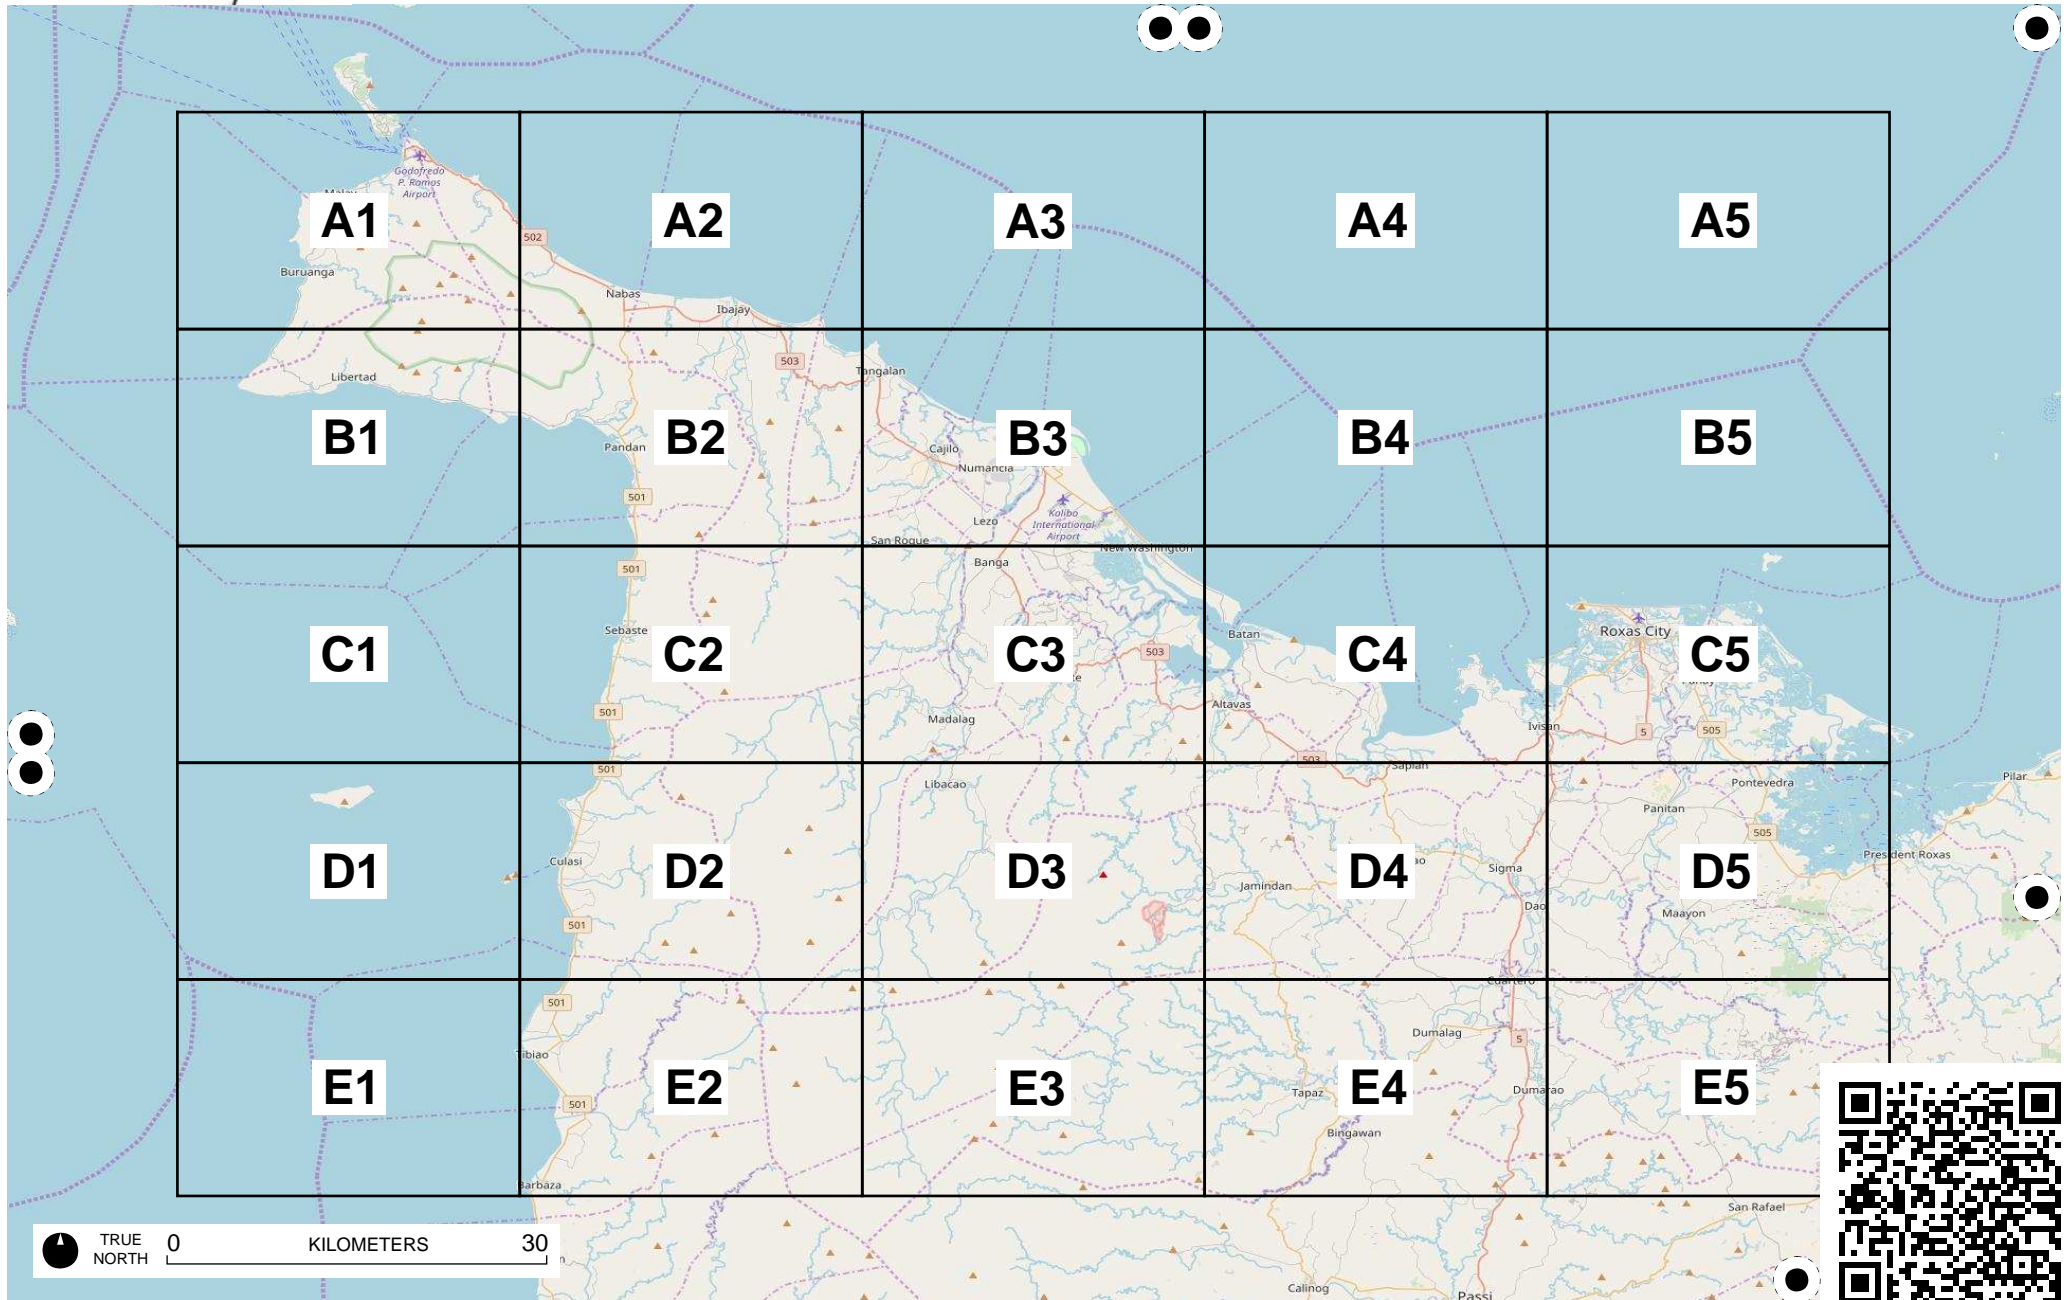 Godofredo
P. Ramos
Airport
A1
A2
A3
A4
A5
502
Buruanga
Nabas
Ibajay
503
Tangalan
Libertad
B1
B2
B3
B4
B5
Pandan
Cajilo
Numancia
501
Kalibo
International
Airport
Lezo
San Roque
New Washington
Banga
501
Sebaste
Batan
Roxas City
C1
C2
C3
C4
C5
503
Altavas
501
Madalag
Ivisan
5
505
503
Sapian
501
Libacao
Pontevedra
Pilar
Panitan
505
Culasi
President Roxas
D1
D2
D3
D4
D5
Sigma
Jamindan
Dao
Maayon
501
Cuartero
501
Dumalag
5
Tibiao
E1
E2
E3
E4
E5
Tapaz
Dumarao
501
Bingawan
Barbaza
San Rafael
TRUE
NORTH
0
KILOMETERS
30
Calinog
Passi